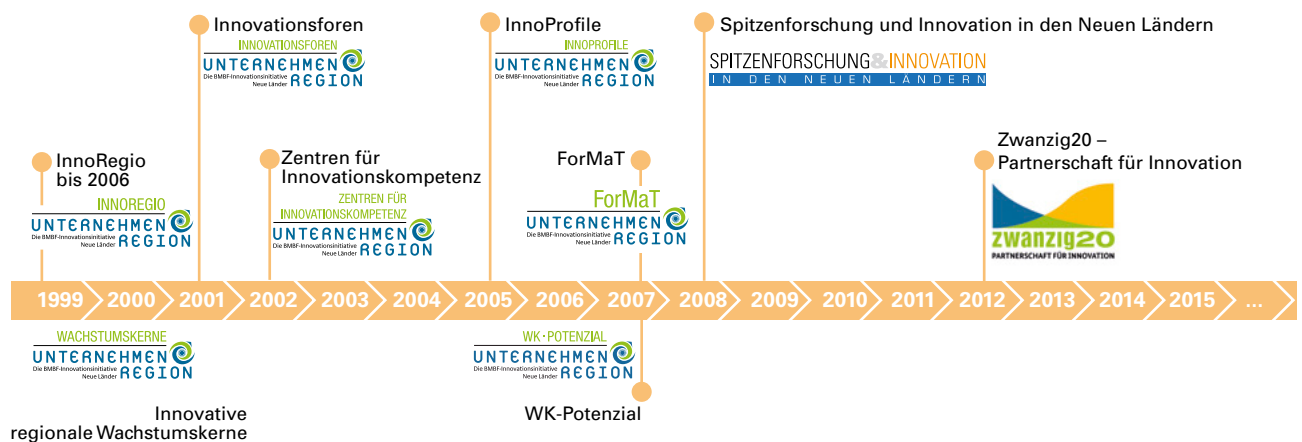 Innovationsforen
INNOVATIONSFOREN
UNTERNEHMEN
Die BMBF-Innovationsinitiative
Neue Länder
REGION
InnoProfile
INNOPROFILE
UNTERNEHMEN
Die BMBF-Innovationsinitiative
Neue Länder
REGION
Spitzenforschung und Innovation in den Neuen Ländern
SPITZENFORSCHUNG&INNOVATION
IN DEN NEUEN LÄNDERN
InnoRegio
bis 2006
INNOREGIO
UNTERNEHMEN
Die BMBF-Innovationsinitiative
Neue Länder
REGION
Zentren für
Innovationskompetenz
ZENTREN FÜR
INNOVATIONSKOMPETENZ
UNTERNEHMEN
Die BMBF-Innovationsinitiative
Neue Länder
REGION
ForMaT
ForMaT
UNTERNEHMEN
Die BMBF-Innovationsinitiative
Neue Länder
REGION
Zwanzig20 –
Partnerschaft für Innovation
zwanzig20
PARTNERSCHAFT FÜR INNOVATION
1999 2000 2001 2002 2003 2004 2005 2006 2007 2008 2009 2010 2011 2012 2013 2014 2015 ...
WACHSTUMSKERNE
UNTERNEHMEN
Die BMBF-Innovationsinitiative
Neue Länder
REGION
Innovative
regionale Wachstumskerne
WK·POTENZIAL
UNTERNEHMEN
Die BMBF-Innovationsinitiative
Neue Länder
REGION
WK-Potenzial